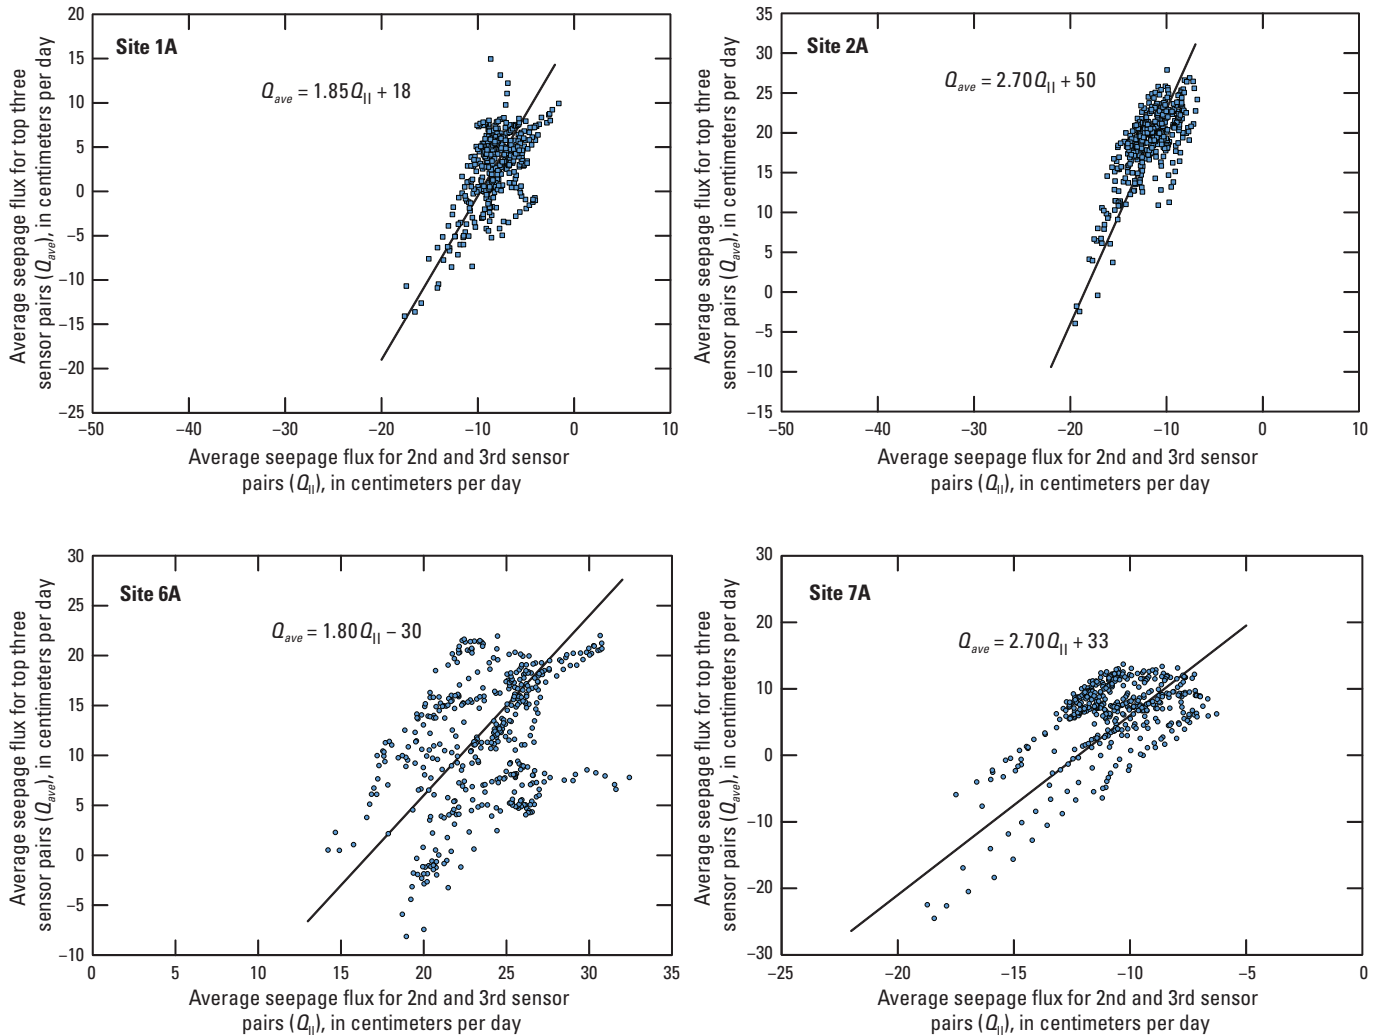 Site 1A
Q_ave = 1.85Q_II + 18
20
15
10
5
0
−5
−10
−15
−20
−25
−50
−40
−30
−20
−10
0
10
Average seepage flux for top three
sensor pairs (Q_ave), in centimeters per day
Average seepage flux for 2nd and 3rd sensor
pairs (Q_II), in centimeters per day
Site 2A
Q_ave = 2.70Q_II + 50
35
30
25
20
15
10
5
0
−5
−10
−15
−50
−40
−30
−20
−10
0
10
Average seepage flux for top three
sensor pairs (Q_ave), in centimeters per day
Average seepage flux for 2nd and 3rd sensor
pairs (Q_II), in centimeters per day
Site 6A
Q_ave = 1.80Q_II − 30
30
25
20
15
10
5
0
−5
−10
0
5
10
15
20
25
30
35
Average seepage flux for top three
sensor pairs (Q_ave), in centimeters per day
Average seepage flux for 2nd and 3rd sensor
pairs (Q_II), in centimeters per day
Site 7A
Q_ave = 2.70Q_II + 33
30
20
10
0
−10
−20
−30
−25
−20
−15
−10
−5
0
Average seepage flux for top three
sensor pairs (Q_ave), in centimeters per day
Average seepage flux for 2nd and 3rd sensor
pairs (Q_II), in centimeters per day